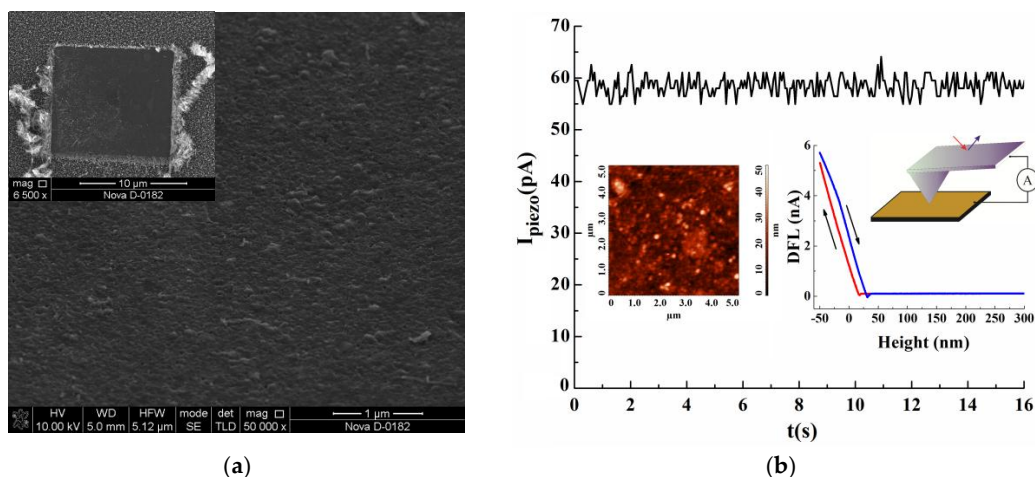 mag □
10 µm
6 500 x
Nova D-0182
HV
WD
HFW
mode
det
mag □
1 µm
10.00 kV
5.0 mm
5.12 µm
SE
TLD
50 000 x
Nova D-0182
(a)
70
60
50
40
30
20
10
0
I_piezo(pA)
0
2
4
6
8
10
12
14
16
t(s)
5.0
4.0
3.0
2.0
1.0
0
µm
0
1.0
2.0
3.0
4.0
5.0
µm
50
40
30
20
10
0
nm
6
4
2
0
DFL (nA)
-50
0
50
100
150
200
250
300
Height (nm)
A
(b)